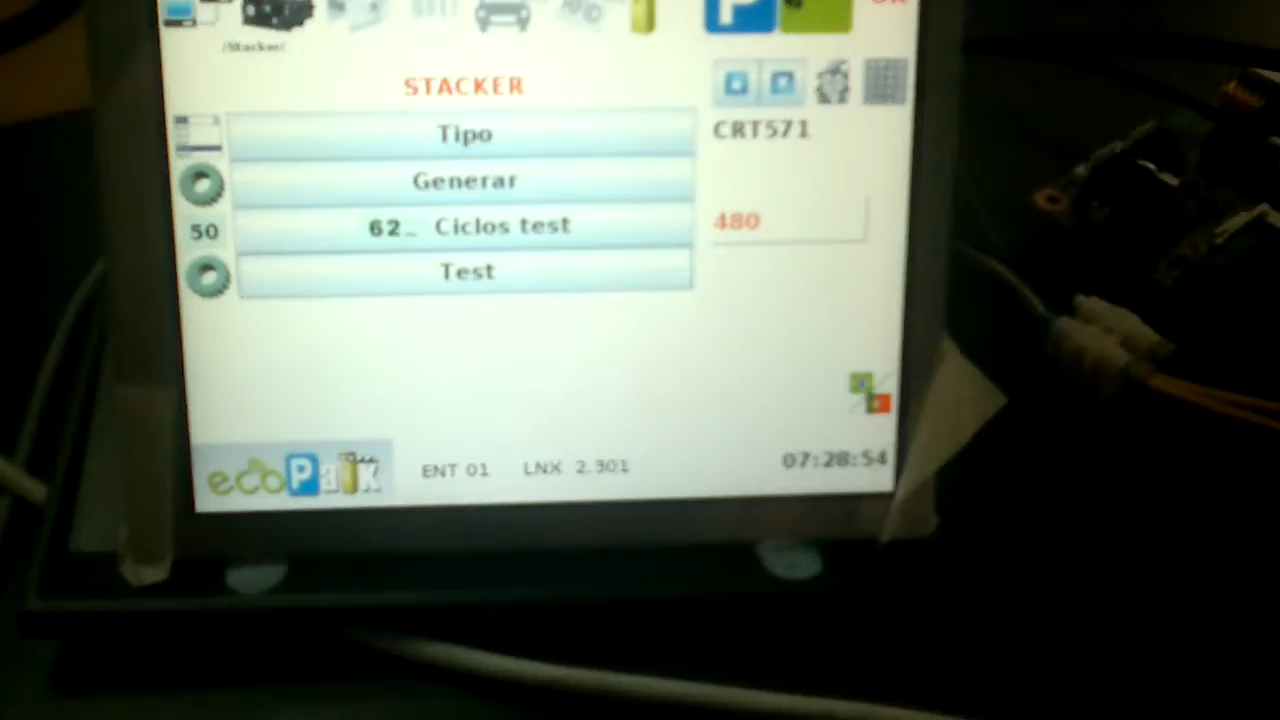 /Stacker/
STACKER
Tipo
CRT571
Generar
50
62_ Ciclos test
480
Test
ecoPark
ENT 01
LNX 2.301
07:28:54